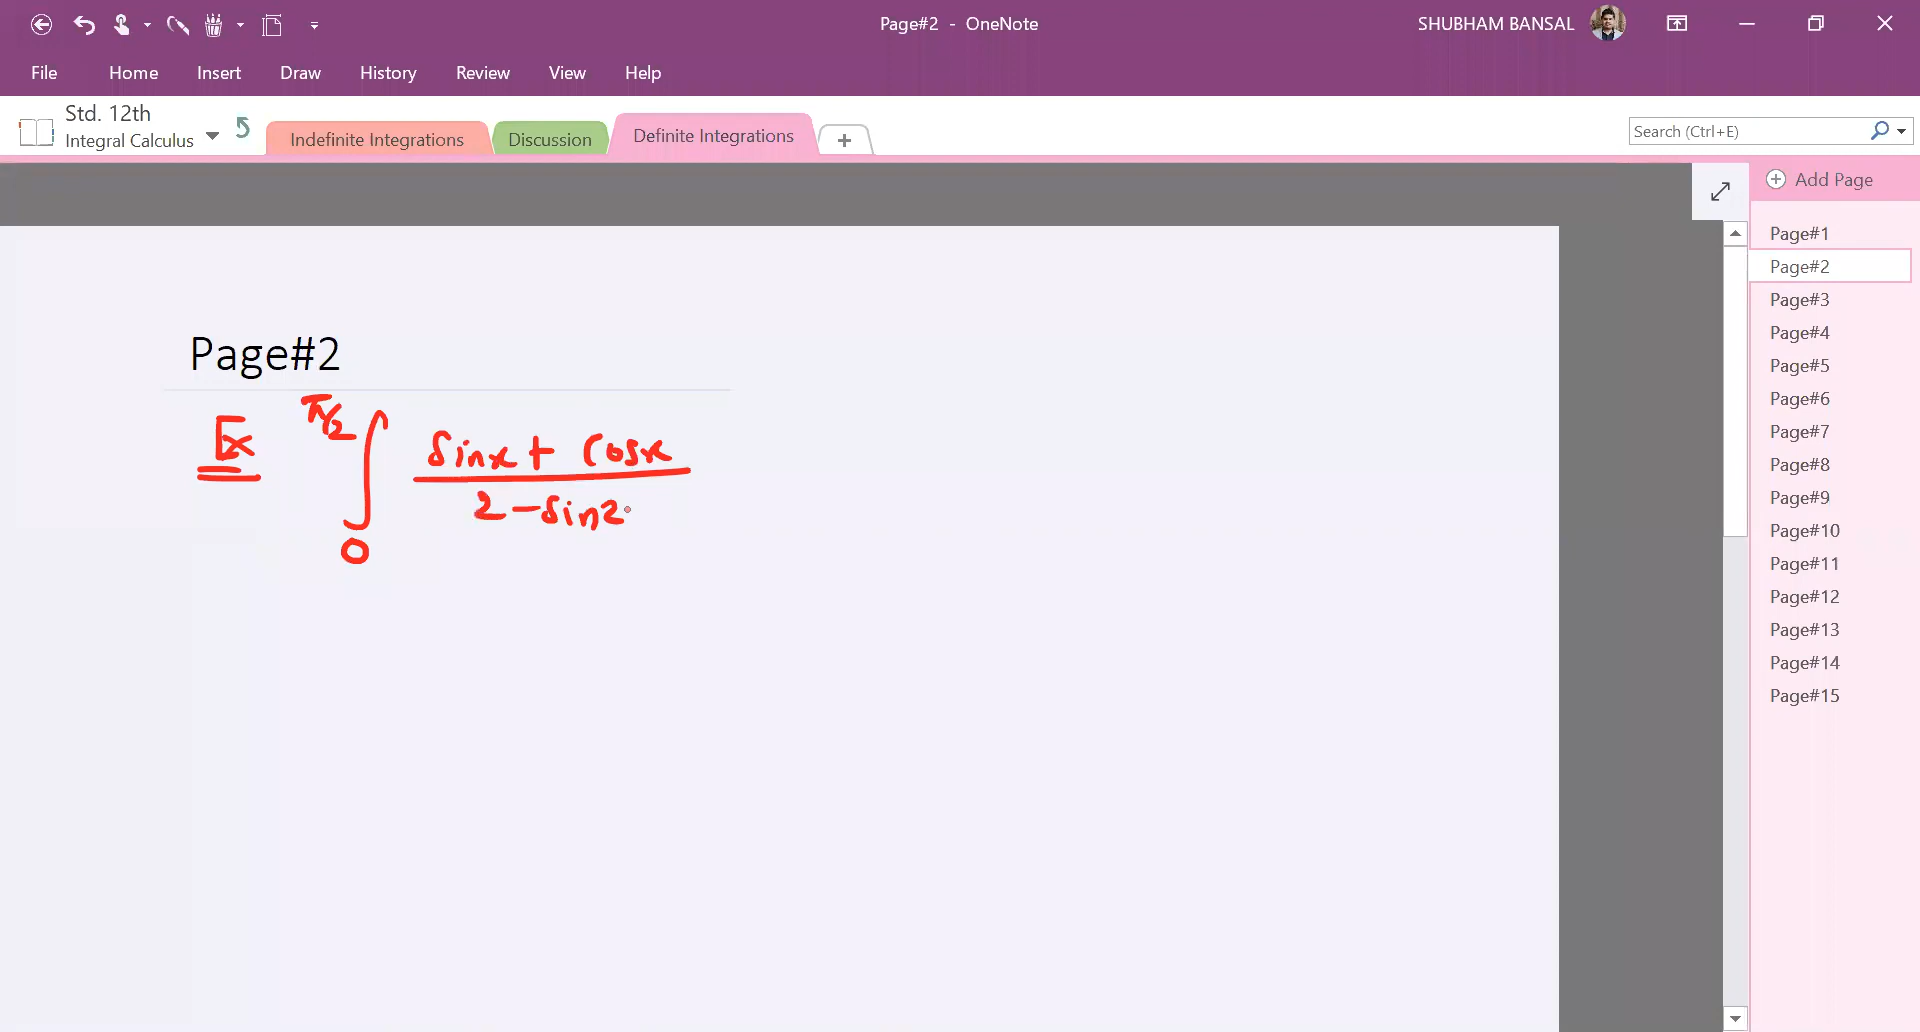 Page#2 - OneNote
SHUBHAM BANSAL
File Home Insert Draw History Review View Help
Std. 12th
Integral Calculus
Indefinite Integrations
Discussion
Definite Integrations
+
Search (Ctrl+E)
Add Page
Page#1
Page#2
Page#3
Page#4
Page#5
Page#6
Page#7
Page#8
Page#9
Page#10
Page#11
Page#12
Page#13
Page#14
Page#15
Page#2
Ex
π/2
∫
0
sinx + cosx
2 - sin2